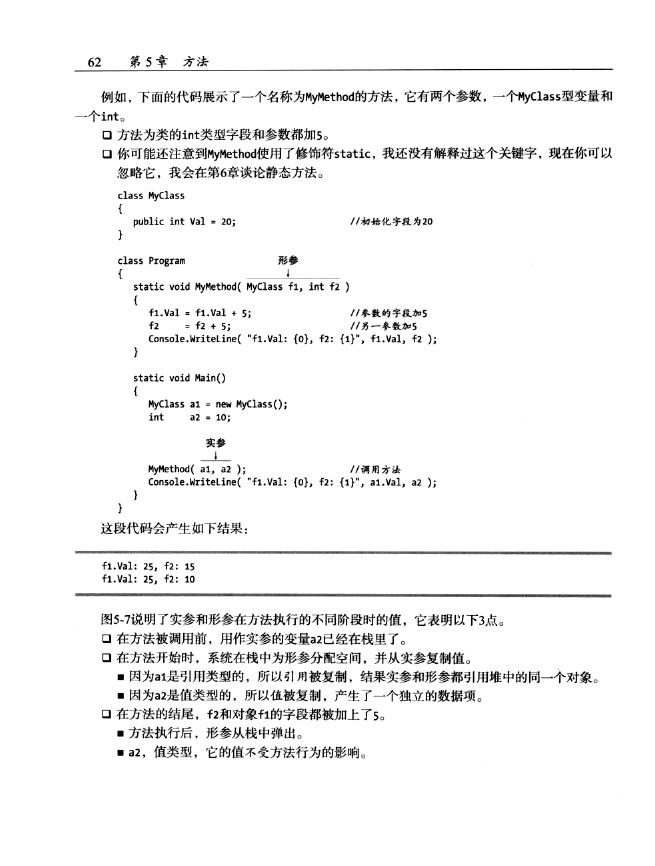 62 第5章 方法
例如，下面的代码展示了一个名称为MyMethod的方法，它有两个参数，一个MyClass型变量和
一个int。
❑ 方法为类的int类型字段和参数都加5。
❑ 你可能还注意到MyMethod使用了修饰符static，我还没有解释过这个关键字，现在你可以
忽略它，我会在第6章谈论静态方法。
class MyClass
{
public int Val = 20; //初始化字段为20
}
class Program 形参
{ ↓
static void MyMethod( MyClass f1, int f2 )
{
f1.Val = f1.Val + 5; //参数的字段加5
f2 = f2 + 5; //另一参数加5
Console.WriteLine( "f1.Val: {0}, f2: {1}", f1.Val, f2 );
}
static void Main()
{
MyClass a1 = new MyClass();
int a2 = 10;
实参
↓
MyMethod( a1, a2 ); //调用方法
Console.WriteLine( "f1.Val: {0}, f2: {1}", a1.Val, a2 );
}
}
这段代码会产生如下结果：
f1.Val: 25, f2: 15
f1.Val: 25, f2: 10
图5-7说明了实参和形参在方法执行的不同阶段时的值，它表明以下3点。
❑ 在方法被调用前，用作实参的变量a2已经在栈里了。
❑ 在方法开始时，系统在栈中为形参分配空间，并从实参复制值。
■ 因为a1是引用类型的，所以引用被复制，结果实参和形参都引用堆中的同一个对象。
■ 因为a2是值类型的，所以值被复制，产生了一个独立的数据项。
❑ 在方法的结尾，f2和对象f1的字段都被加上了5。
■ 方法执行后，形参从栈中弹出。
■ a2，值类型，它的值不受方法行为的影响。